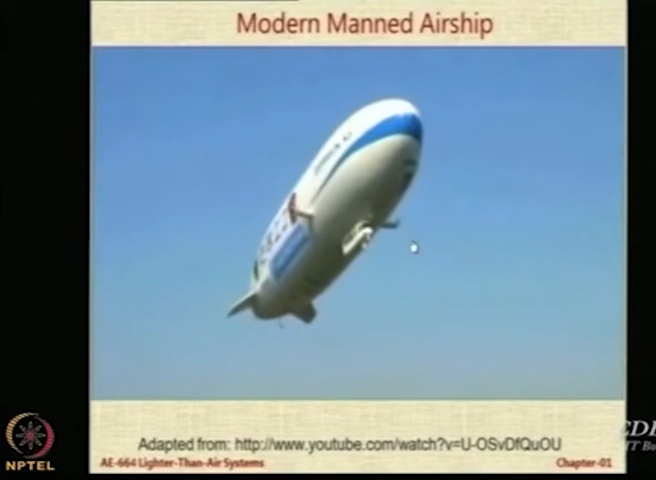 Modern Manned Airship
Adapted from: http://www.youtube.com/watch?v=U-OSvDfQuOU
AE-664 Lighter-Than-Air Systems
Chapter-01
NPTEL